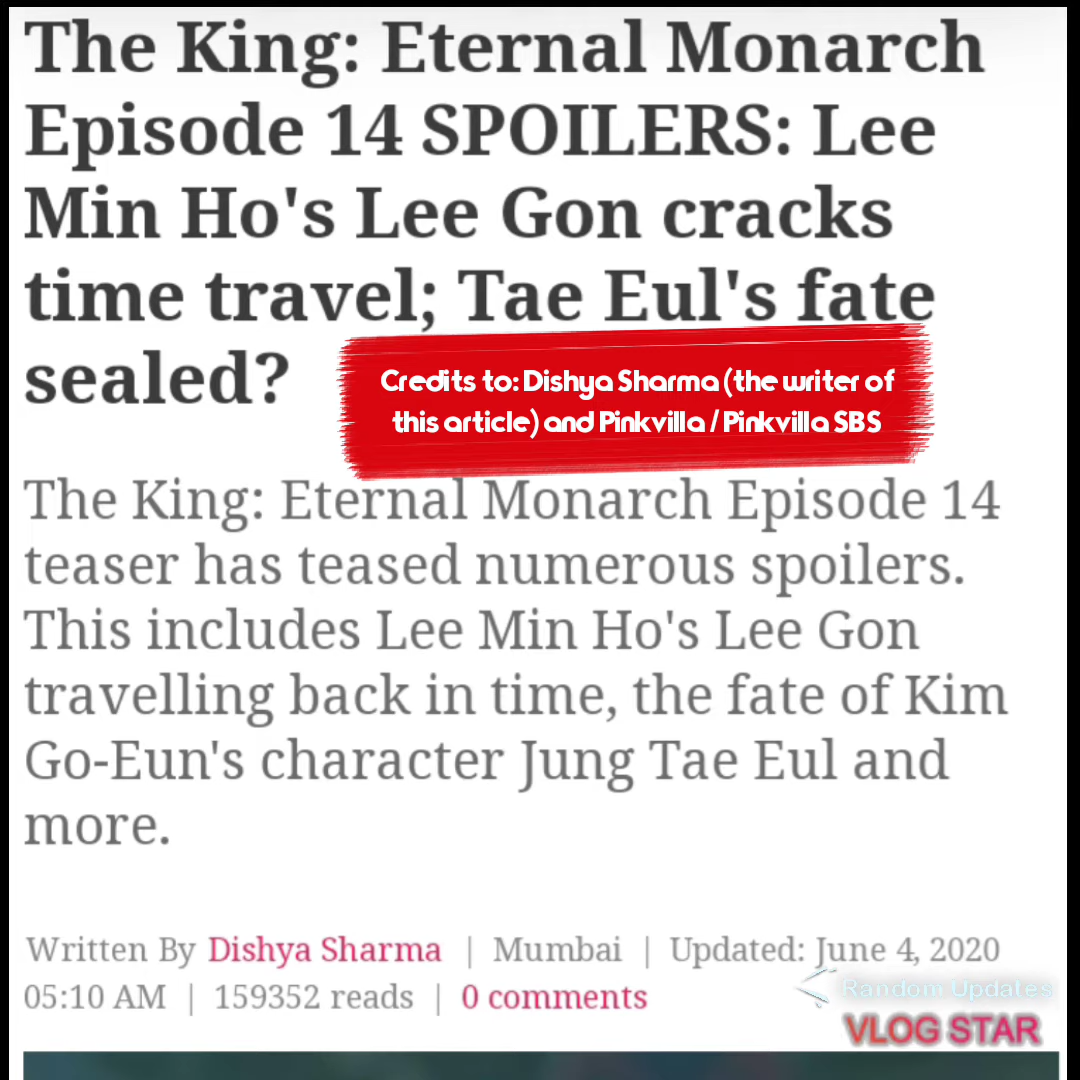 The King: Eternal Monarch
Episode 14 SPOILERS: Lee
Min Ho's Lee Gon cracks
time travel; Tae Eul's fate
sealed?
Credits to: Dishya Sharma (the writer of
this article) and Pinkvilla / Pinkvilla SBS
The King: Eternal Monarch Episode 14
teaser has teased numerous spoilers.
This includes Lee Min Ho's Lee Gon
travelling back in time, the fate of Kim
Go-Eun's character Jung Tae Eul and
more.
Written By Dishya Sharma | Mumbai | Updated: June 4, 2020
05:10 AM | 159352 reads | 0 comments
Random Updates
VLOG STAR